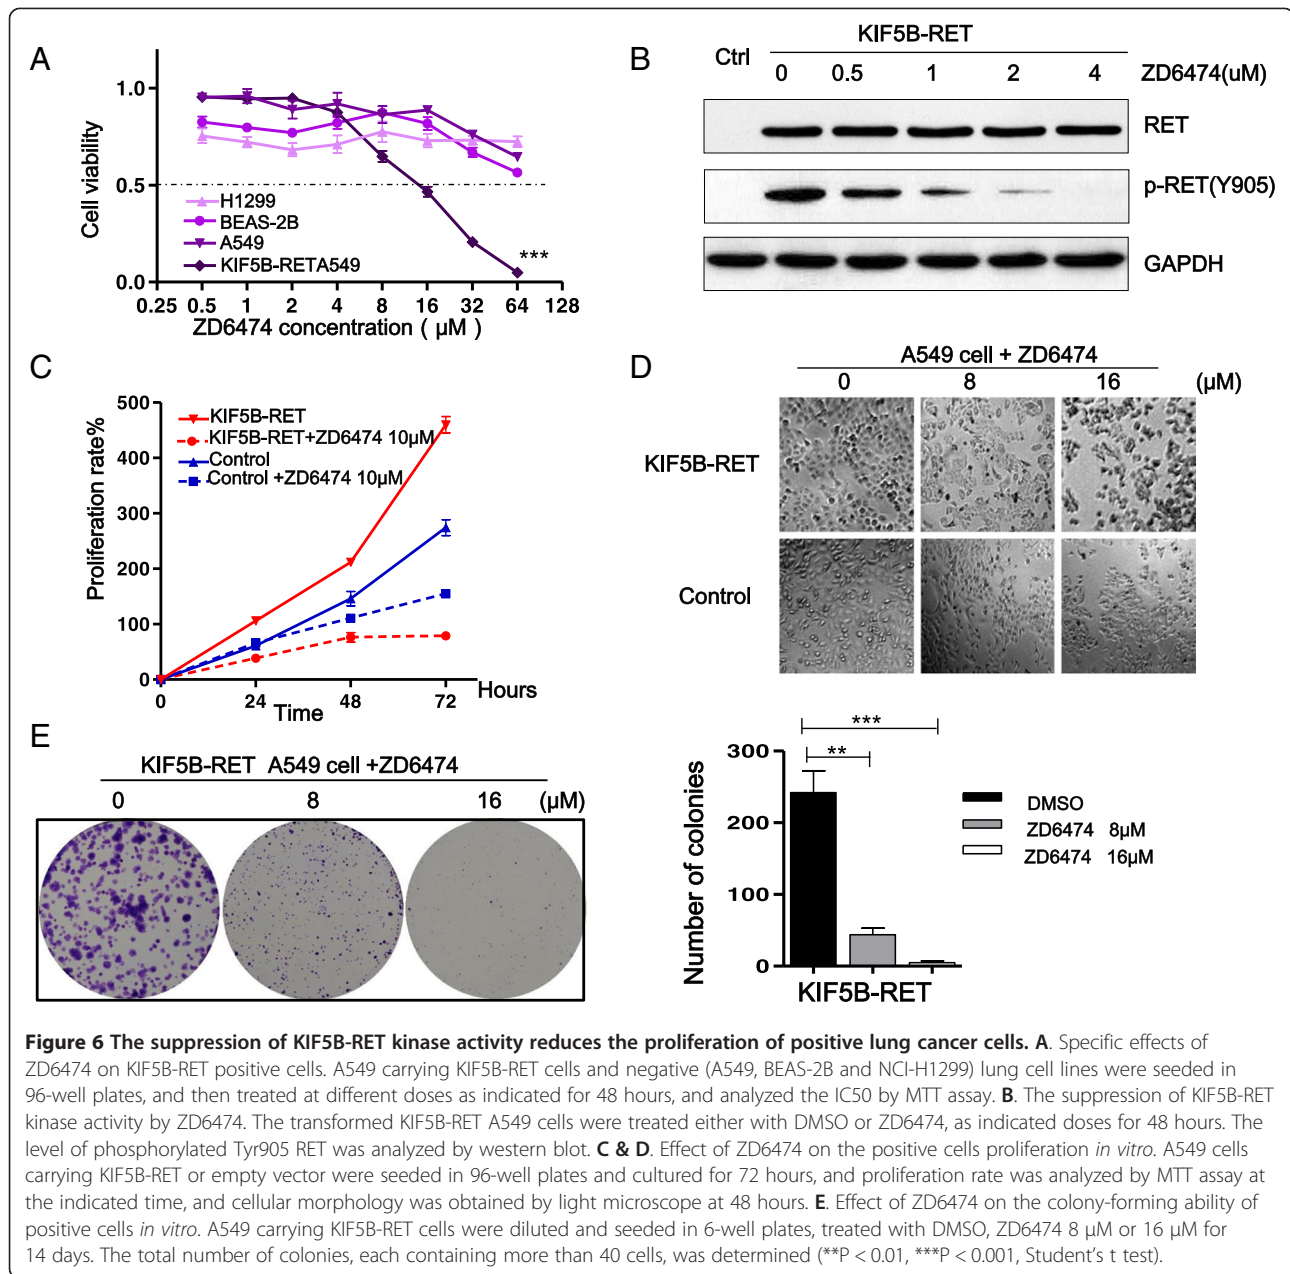 A
1.0
0.5
0.0
Cell viability
H1299
BEAS-2B
A549
KIF5B-RETA549
***
0.25 0.5 1 2 4 8 16 32 64 128
ZD6474 concentration ( µM )
B
KIF5B-RET
Ctrl 0 0.5 1 2 4 ZD6474(uM)
RET
p-RET(Y905)
GAPDH
C
500
400
300
200
100
0
Proliferation rate%
KIF5B-RET
KIF5B-RET+ZD6474 10µM
Control
Control +ZD6474 10µM
0 24 48 72 Hours
Time
D
A549 cell + ZD6474
0 8 16 (µM)
KIF5B-RET
Control
E
KIF5B-RET A549 cell +ZD6474
0 8 16 (µM)
***
**
300
200
100
0
Number of colonies
KIF5B-RET
DMSO
ZD6474 8µM
ZD6474 16µM
Figure 6 The suppression of KIF5B-RET kinase activity reduces the proliferation of positive lung cancer cells. A. Specific effects of
ZD6474 on KIF5B-RET positive cells. A549 carrying KIF5B-RET cells and negative (A549, BEAS-2B and NCI-H1299) lung cell lines were seeded in
96-well plates, and then treated at different doses as indicated for 48 hours, and analyzed the IC50 by MTT assay. B. The suppression of KIF5B-RET
kinase activity by ZD6474. The transformed KIF5B-RET A549 cells were treated either with DMSO or ZD6474, as indicated doses for 48 hours. The
level of phosphorylated Tyr905 RET was analyzed by western blot. C & D. Effect of ZD6474 on the positive cells proliferation in vitro. A549 cells
carrying KIF5B-RET or empty vector were seeded in 96-well plates and cultured for 72 hours, and proliferation rate was analyzed by MTT assay at
the indicated time, and cellular morphology was obtained by light microscope at 48 hours. E. Effect of ZD6474 on the colony-forming ability of
positive cells in vitro. A549 carrying KIF5B-RET cells were diluted and seeded in 6-well plates, treated with DMSO, ZD6474 8 µM or 16 µM for
14 days. The total number of colonies, each containing more than 40 cells, was determined (**P < 0.01, ***P < 0.001, Student's t test).